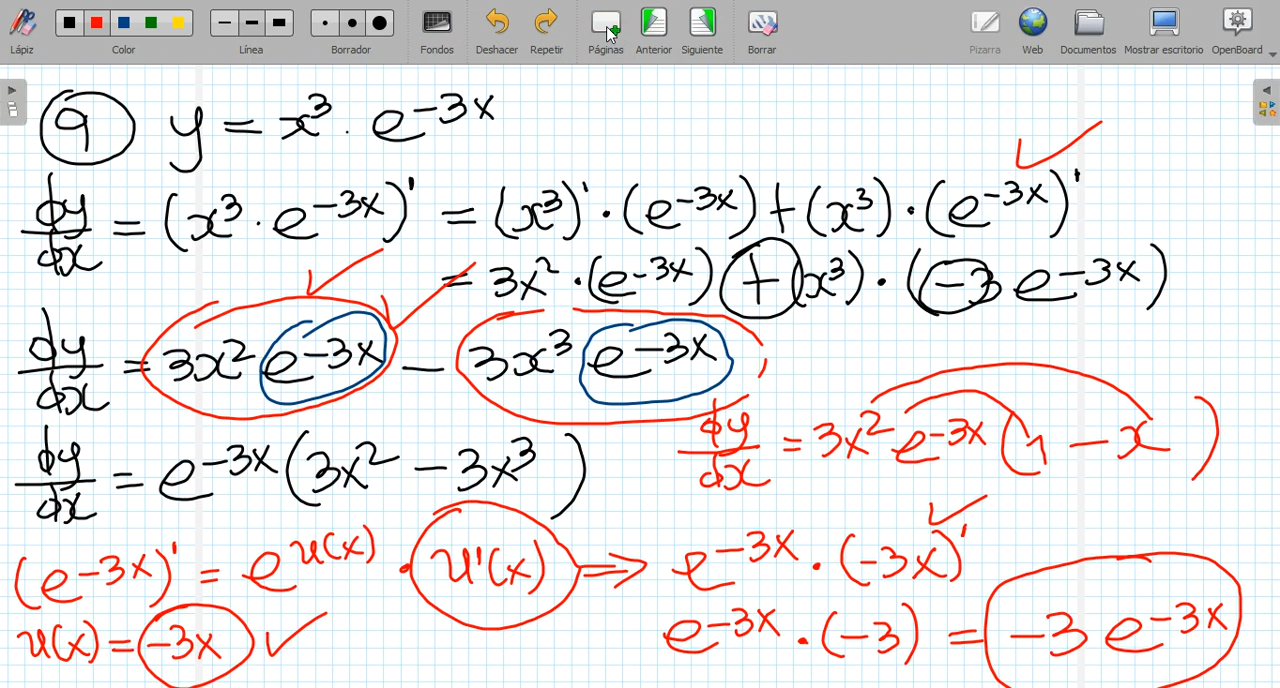 Lápiz Color Línea Borrador Fondos Deshacer Repetir Páginas Anterior Siguiente Borrar Pizarra Web Documentos Mostrar escritorio OpenBoard
9 y = x³ · e^(-3x)
dy/dx = (x³ · e^(-3x))' = (x³)' · (e^(-3x)) + (x³) · (e^(-3x))'
= 3x² · (e^(-3x)) + (x³) · (-3 e^(-3x))
dy/dx = 3x² e^(-3x) - 3x³ e^(-3x)
dy/dx = 3x² e^(-3x) (1 - x)
dy/dx = e^(-3x) (3x² - 3x³)
(e^(-3x))' = e^(u(x)) · u'(x) ⇒ e^(-3x) · (-3x)'
u(x) = -3x
e^(-3x) · (-3) = -3 e^(-3x)